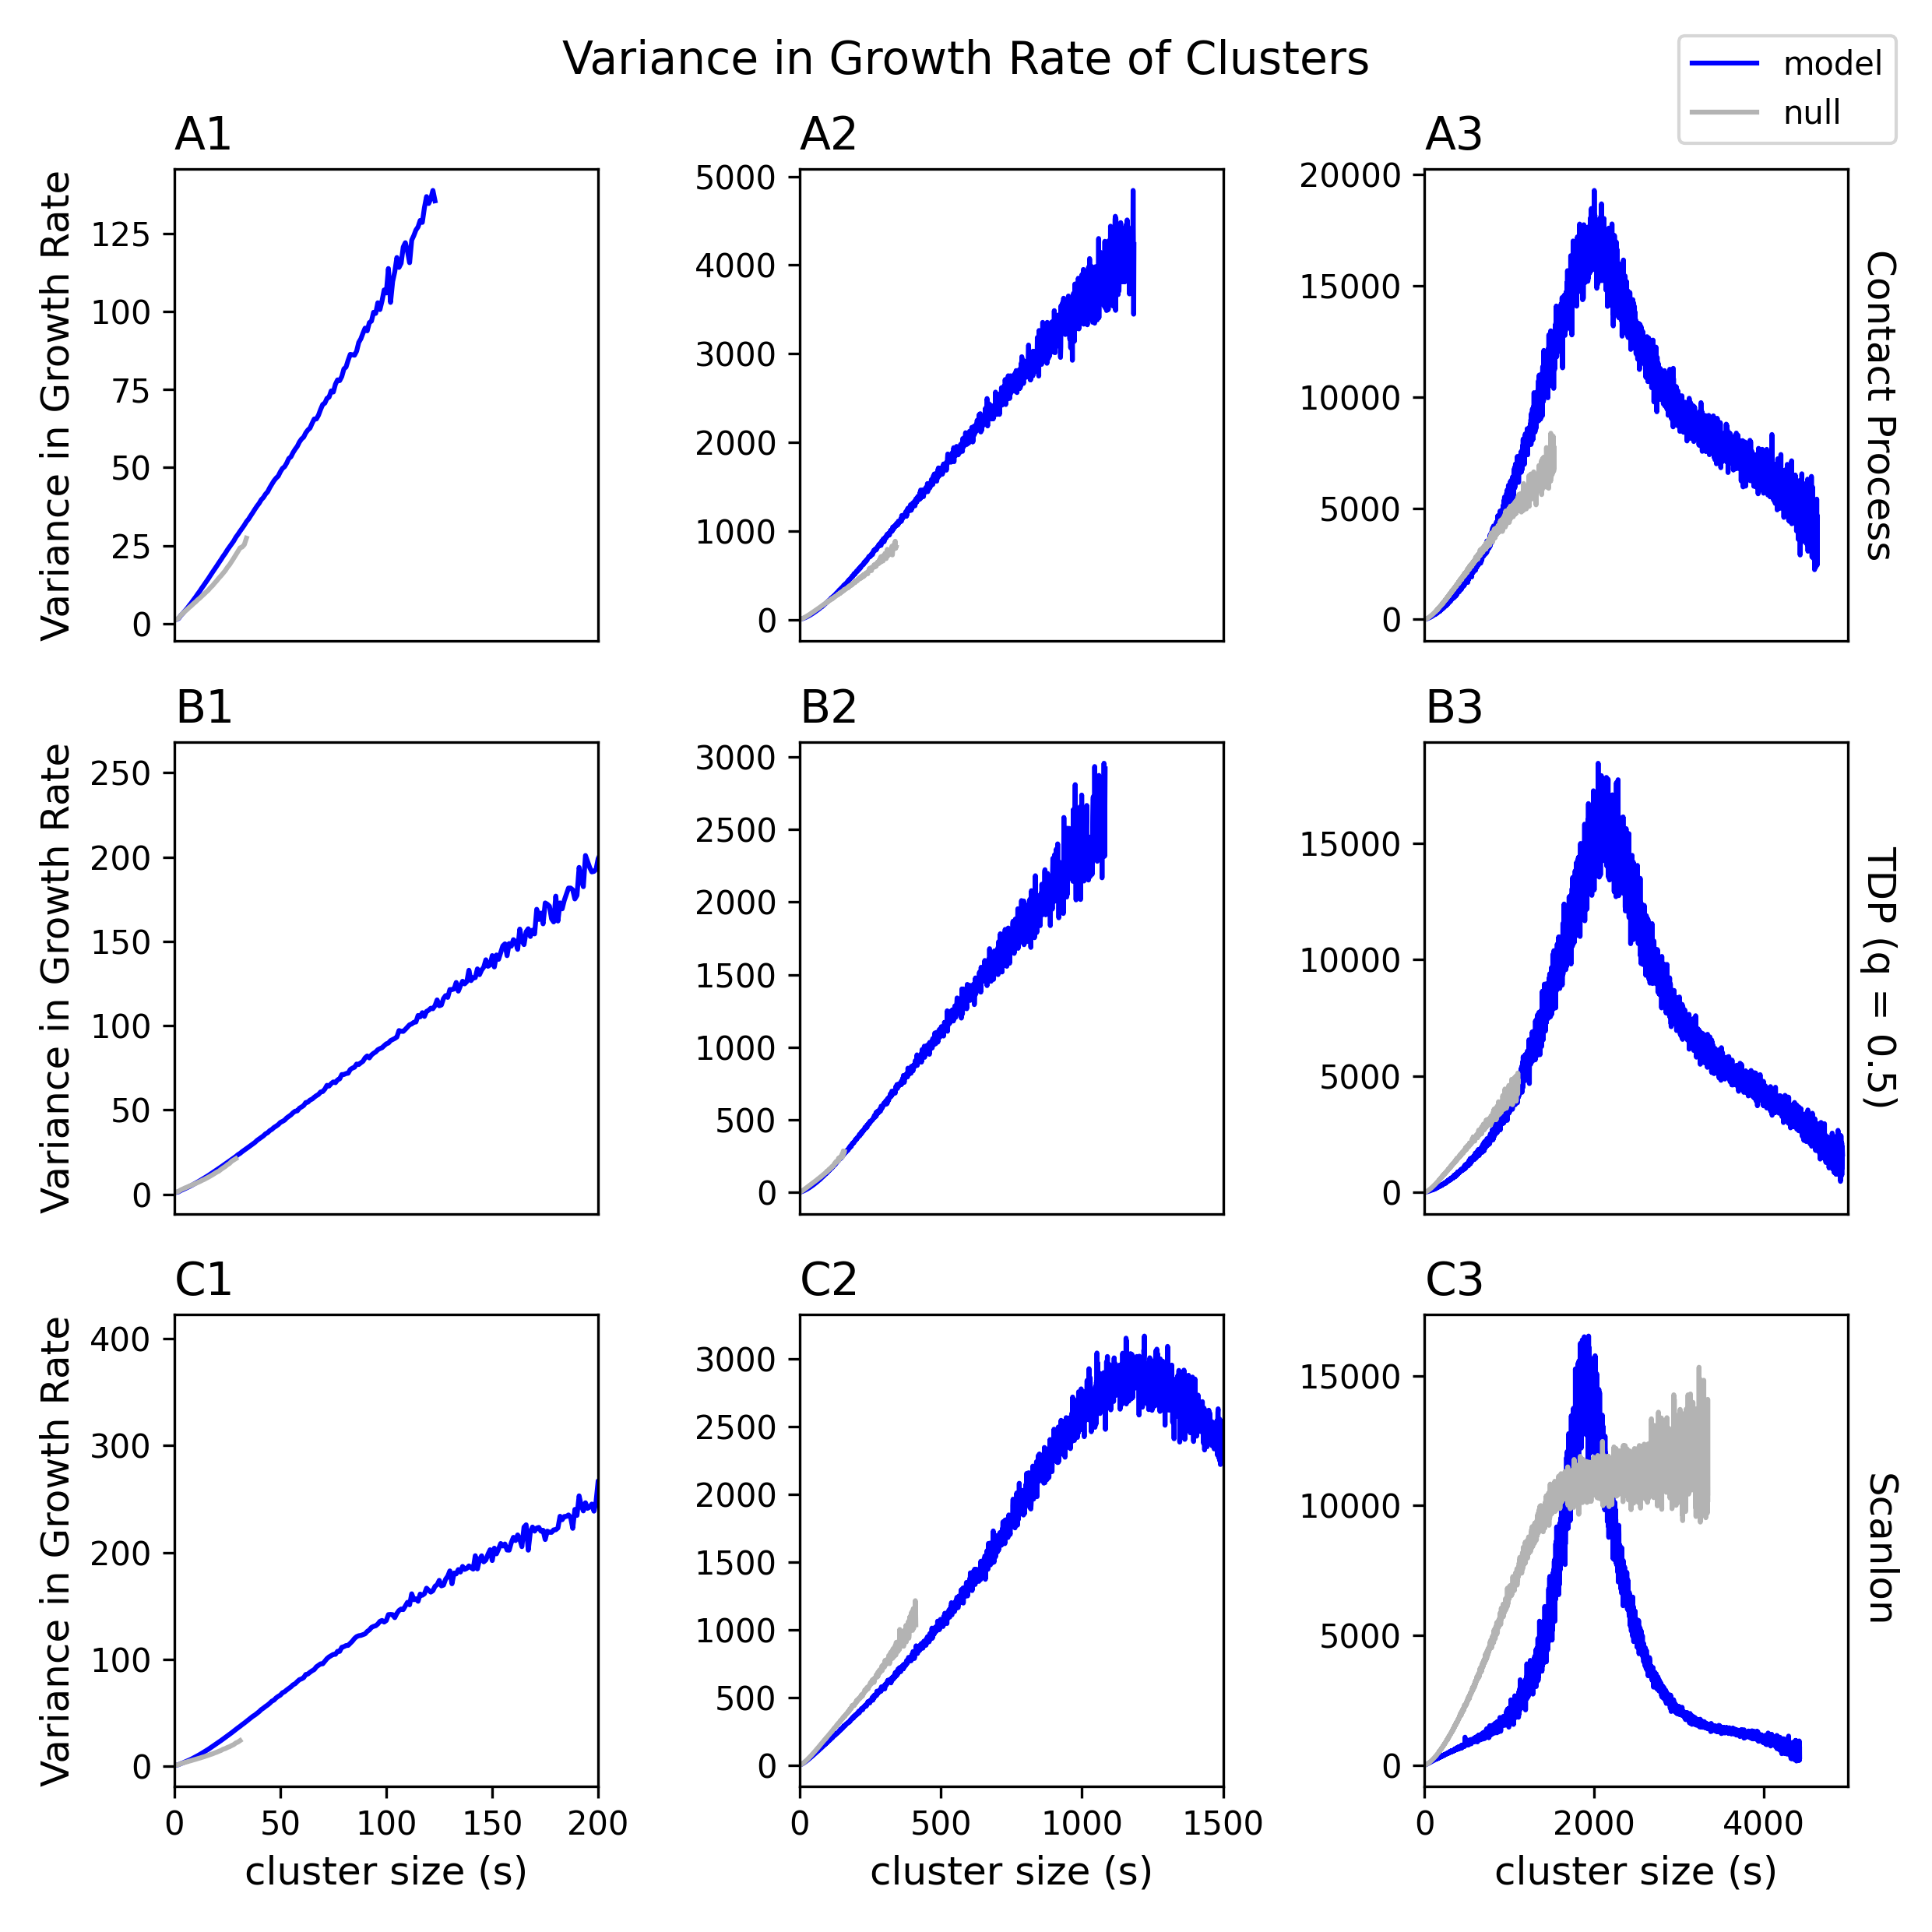 Variance in Growth Rate of Clusters
model
null
A1
A2
A3
Variance in Growth Rate
125
100
75
50
25
0
5000
4000
3000
2000
1000
0
20000
15000
10000
5000
0
Contact Process
B1
B2
B3
Variance in Growth Rate
250
200
150
100
50
0
3000
2500
2000
1500
1000
500
0
15000
10000
5000
0
TDP (q = 0.5)
C1
C2
C3
Variance in Growth Rate
400
300
200
100
0
3000
2500
2000
1500
1000
500
0
15000
10000
5000
0
Scanlon
0 50 100 150 200
0 500 1000 1500
0 2000 4000
cluster size (s)
cluster size (s)
cluster size (s)